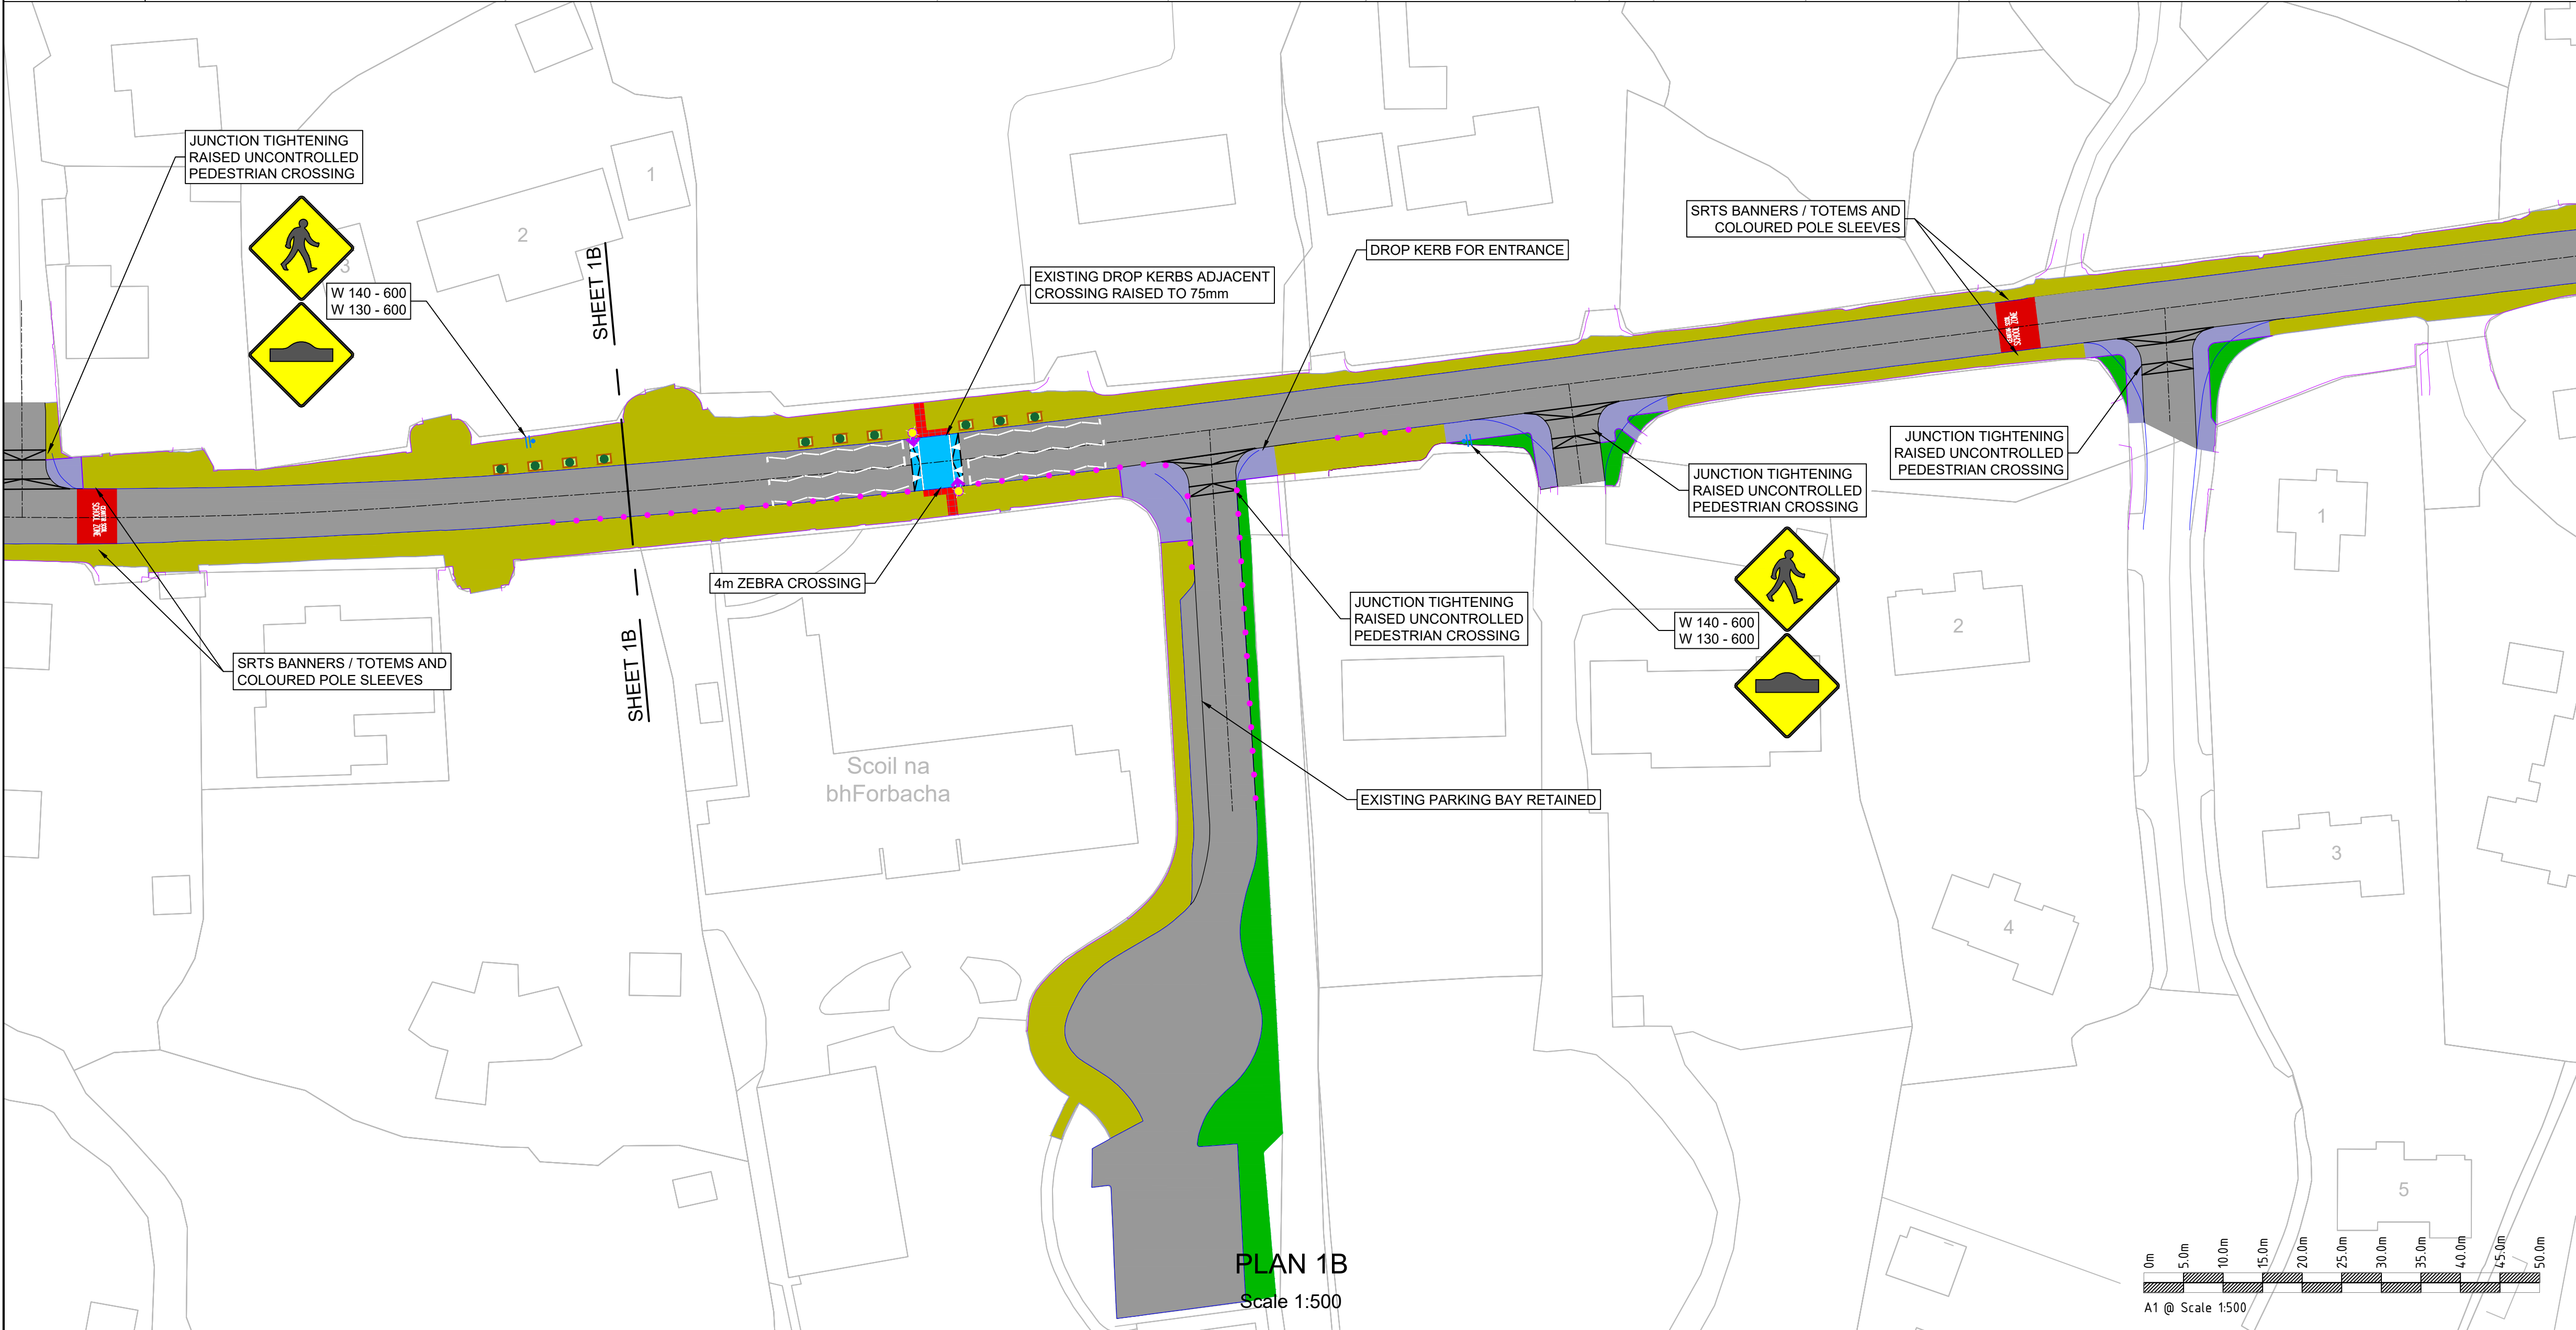 JUNCTION TIGHTENING
RAISED UNCONTROLLED
PEDESTRIAN CROSSING
3
W 140 - 600
W 130 - 600
2
1
SHEET 1B
EXISTING DROP KERBS ADJACENT
CROSSING RAISED TO 75mm
DROP KERB FOR ENTRANCE
SRTS BANNERS / TOTEMS AND
COLOURED POLE SLEEVES
SCHOOL ZONE
JUNCTION TIGHTENING
RAISED UNCONTROLLED
PEDESTRIAN CROSSING
JUNCTION TIGHTENING
RAISED UNCONTROLLED
PEDESTRIAN CROSSING
SCHOOL ZONE
4m ZEBRA CROSSING
SHEET 1B
SRTS BANNERS / TOTEMS AND
COLOURED POLE SLEEVES
JUNCTION TIGHTENING
RAISED UNCONTROLLED
PEDESTRIAN CROSSING
W 140 - 600
W 130 - 600
1
2
Scoil na
bhForbacha
EXISTING PARKING BAY RETAINED
3
4
5
PLAN 1B
Scale 1:500
0m
5.0m
10.0m
15.0m
20.0m
25.0m
30.0m
35.0m
40.0m
45.0m
50.0m
A1 @ Scale 1:500